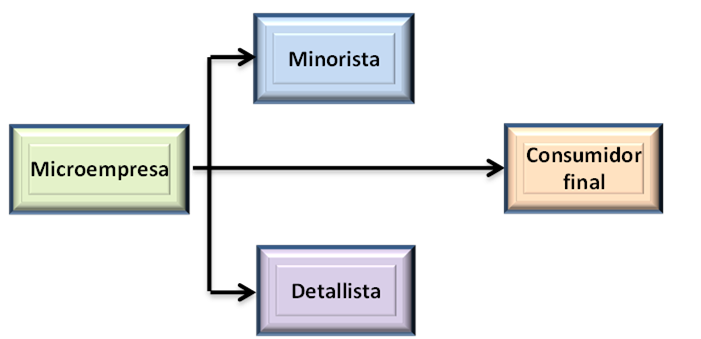 Minorista
Microempresa
Consumidor
final
Detallista